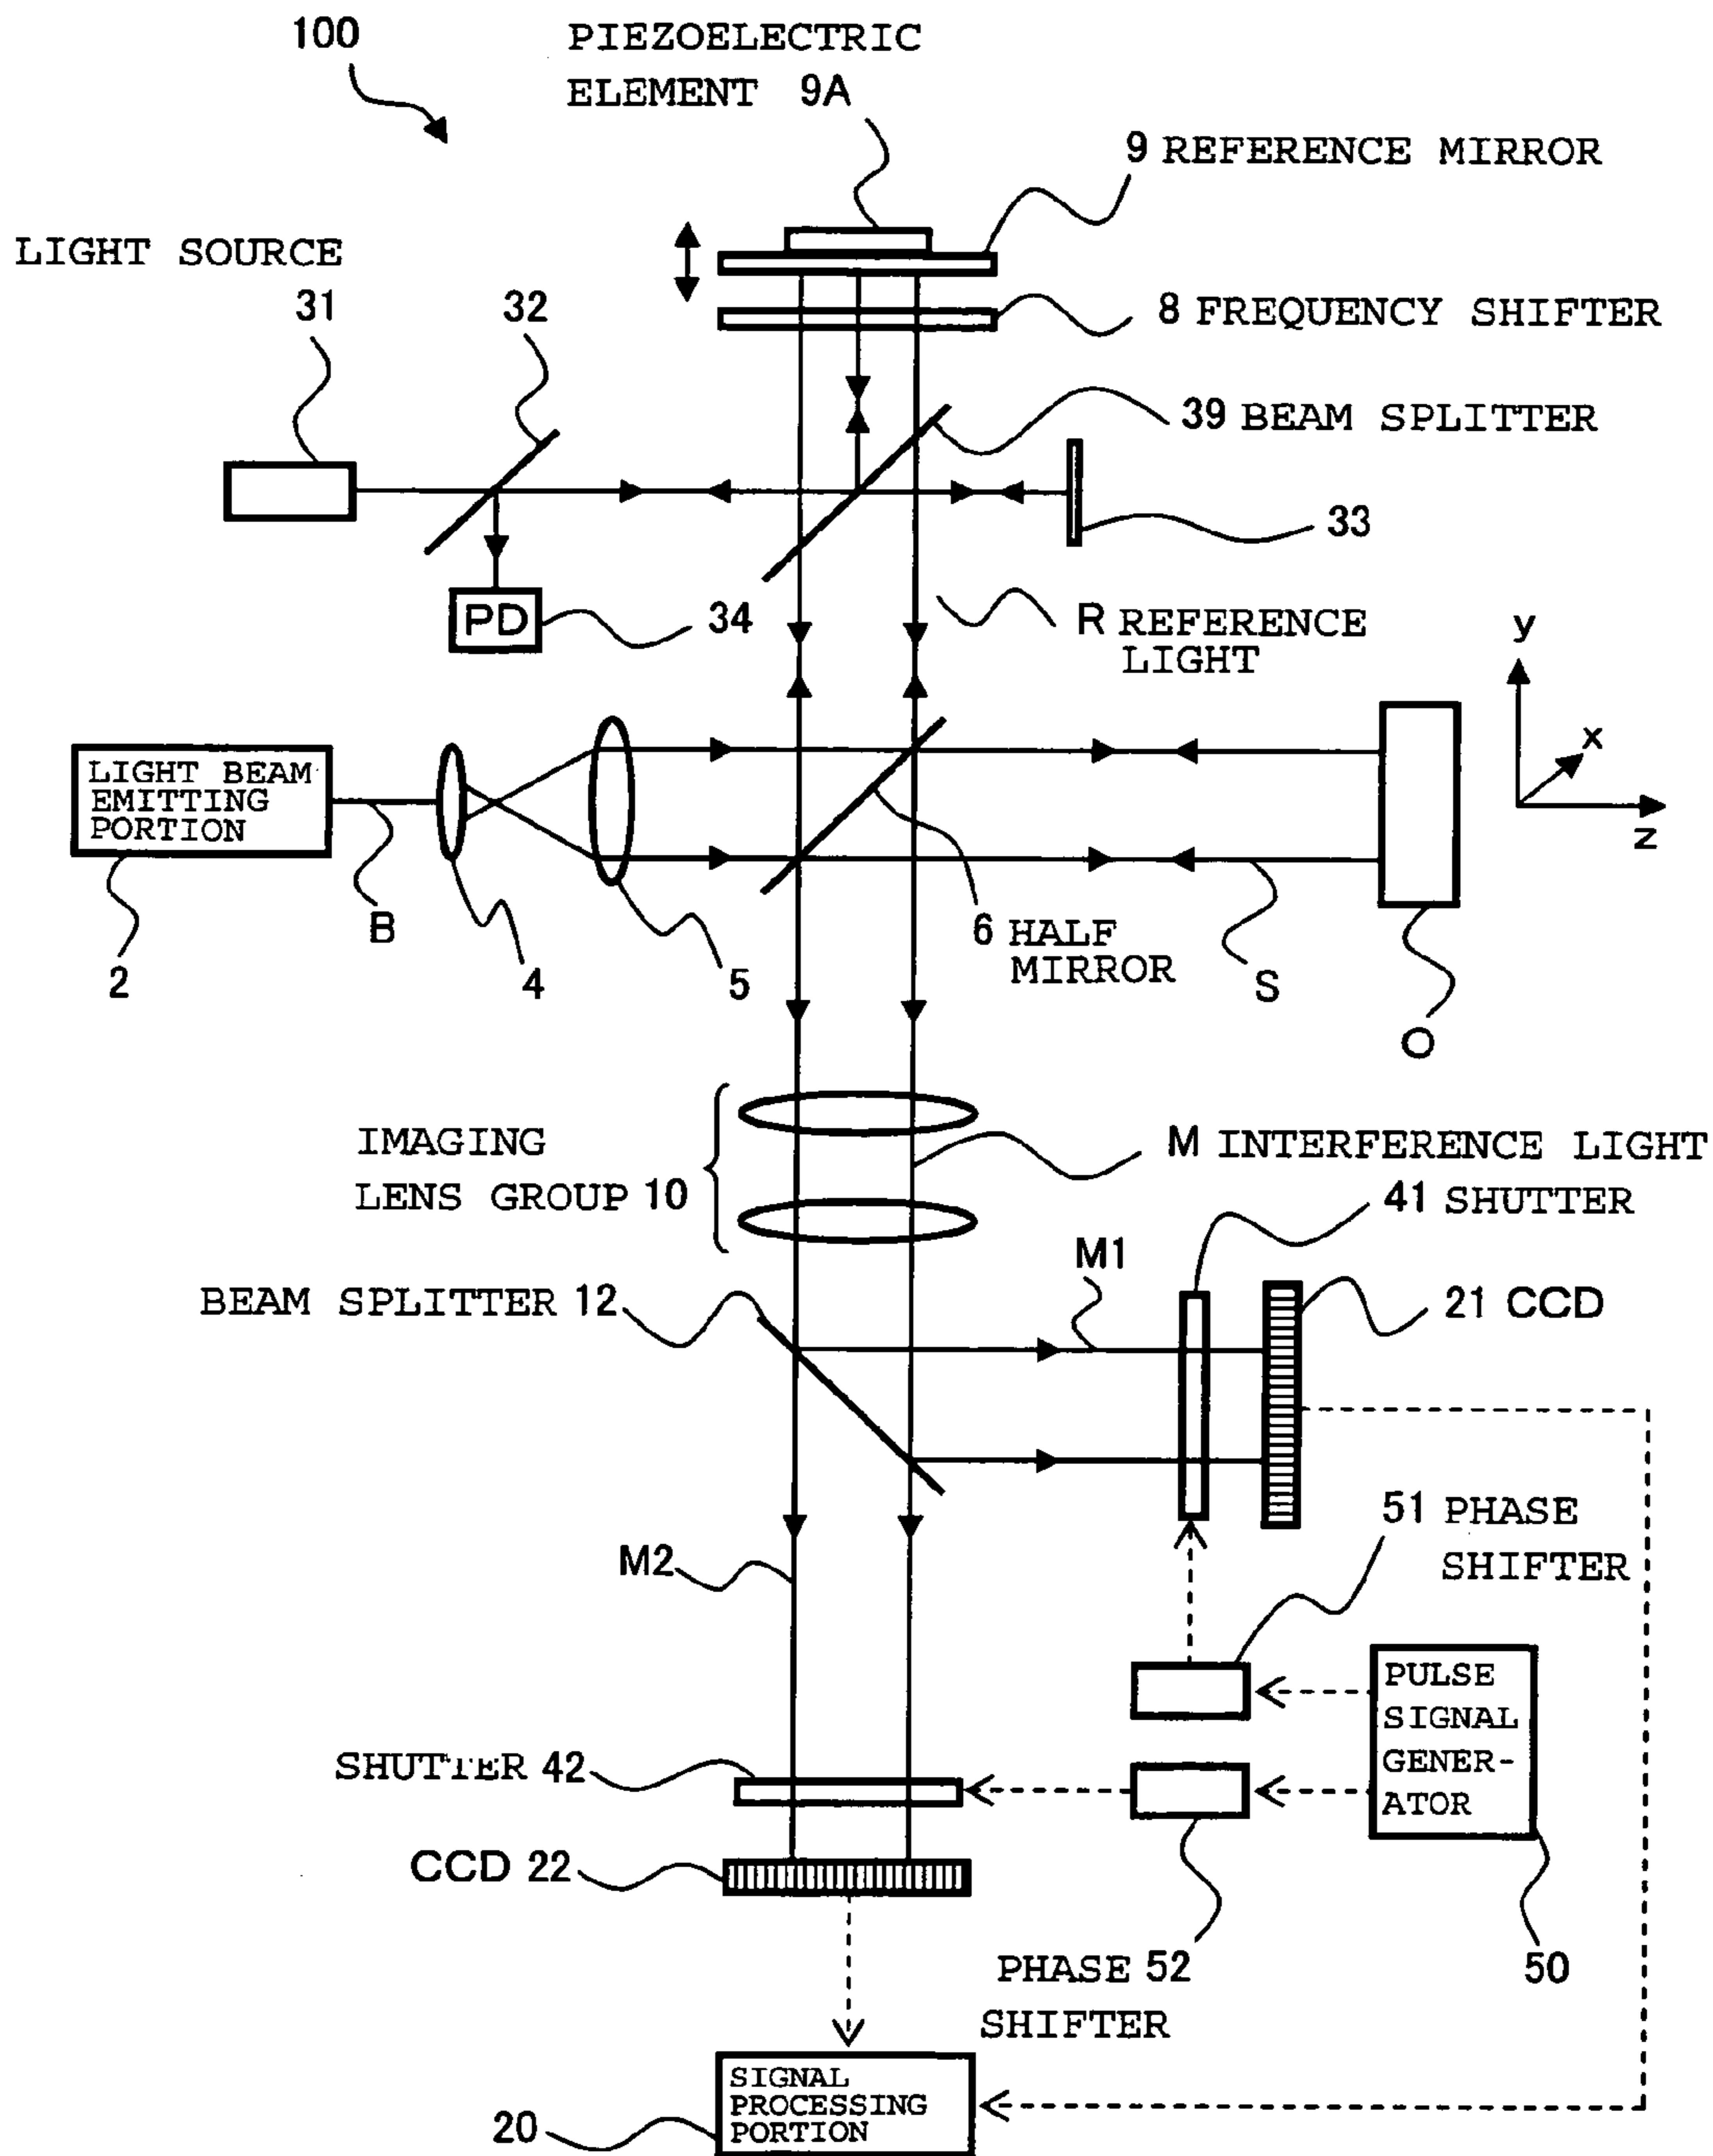 100
PIEZOELECTRIC
ELEMENT 9A
9 REFERENCE MIRROR
LIGHT SOURCE
31
32
8 FREQUENCY SHIFTER
39 BEAM SPLITTER
33
PD
34
R REFERENCE
LIGHT
y
x
z
LIGHT BEAM
EMITTING
PORTION
2
B
4
5
6 HALF
MIRROR
S
O
IMAGING
LENS GROUP 10
M INTERFERENCE LIGHT
41 SHUTTER
M1
BEAM SPLITTER 12
21 CCD
51 PHASE
SHIFTER
M2
PULSE
SIGNAL
GENER-
ATOR
SHUTTER 42
CCD 22
PHASE 52
SHIFTER
50
SIGNAL
PROCESSING
PORTION
20